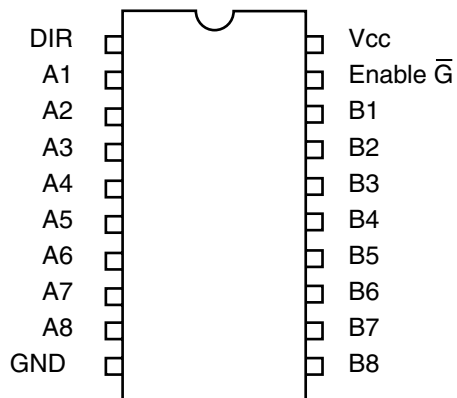 DIR
A1
A2
A3
A4
A5
A6
A7
A8
GND
Vcc
Enable G̅
B1
B2
B3
B4
B5
B6
B7
B8